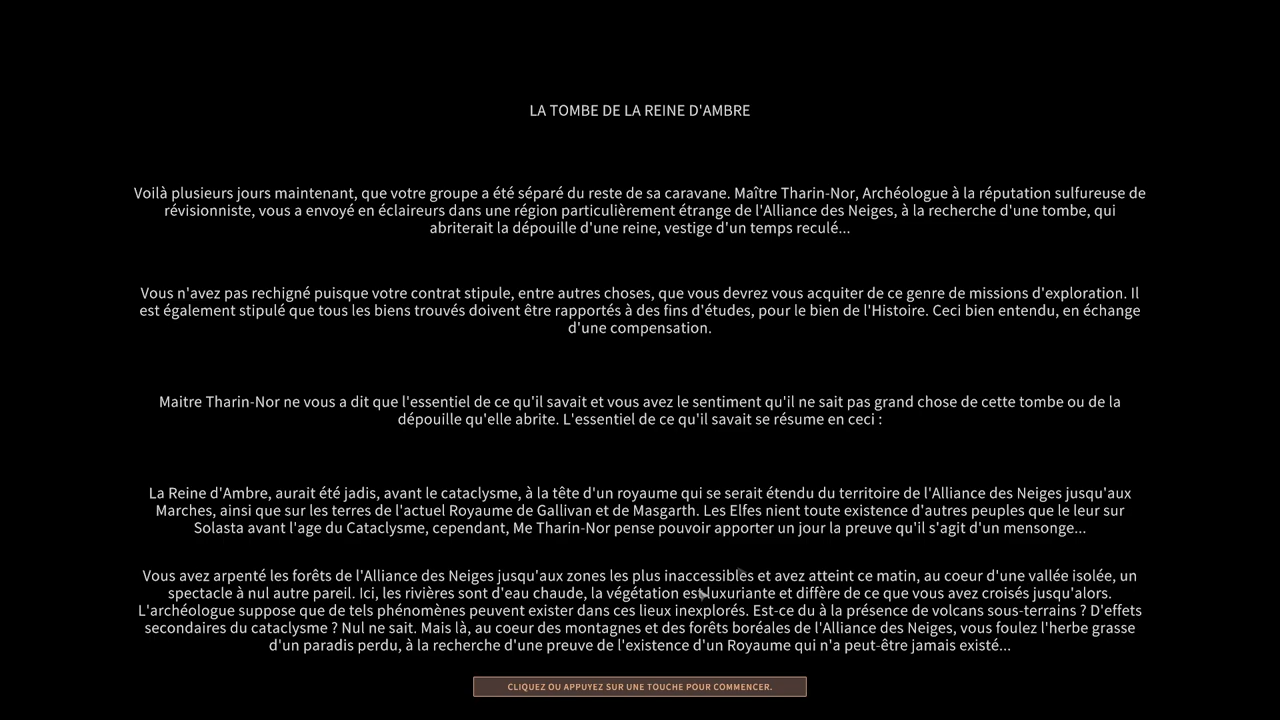 LA TOMBE DE LA REINE D'AMBRE
Voilà plusieurs jours maintenant, que votre groupe a été séparé du reste de sa caravane. Maître Tharin-Nor, Archéologue à la réputation sulfureuse de
révisionniste, vous a envoyé en éclaireurs dans une région particulièrement étrange de l'Alliance des Neiges, à la recherche d'une tombe, qui
abriterait la dépouille d'une reine, vestige d'un temps reculé...
Vous n'avez pas rechigné puisque votre contrat stipule, entre autres choses, que vous devrez vous acquiter de ce genre de missions d'exploration. Il
est également stipulé que tous les biens trouvés doivent être rapportés à des fins d'études, pour le bien de l'Histoire. Ceci bien entendu, en échange
d'une compensation.
Maitre Tharin-Nor ne vous a dit que l'essentiel de ce qu'il savait et vous avez le sentiment qu'il ne sait pas grand chose de cette tombe ou de la
dépouille qu'elle abrite. L'essentiel de ce qu'il savait se résume en ceci :
La Reine d'Ambre, aurait été jadis, avant le cataclysme, à la tête d'un royaume qui se serait étendu du territoire de l'Alliance des Neiges jusqu'aux
Marches, ainsi que sur les terres de l'actuel Royaume de Gallivan et de Masgarth. Les Elfes nient toute existence d'autres peuples que le leur sur
Solasta avant l'age du Cataclysme, cependant, Me Tharin-Nor pense pouvoir apporter un jour la preuve qu'il s'agit d'un mensonge...
Vous avez arpenté les forêts de l'Alliance des Neiges jusqu'aux zones les plus inaccessibles et avez atteint ce matin, au coeur d'une vallée isolée, un
spectacle à nul autre pareil. Ici, les rivières sont d'eau chaude, la végétation est luxuriante et diffère de ce que vous avez croisés jusqu'alors.
L'archéologue suppose que de tels phénomènes peuvent exister dans ces lieux inexplorés. Est-ce du à la présence de volcans sous-terrains ? D'effets
secondaires du cataclysme ? Nul ne sait. Mais là, au coeur des montagnes et des forêts boréales de l'Alliance des Neiges, vous foulez l'herbe grasse
d'un paradis perdu, à la recherche d'une preuve de l'existence d'un Royaume qui n'a peut-être jamais existé...
CLIQUEZ OU APPUYEZ SUR UNE TOUCHE POUR COMMENCER.